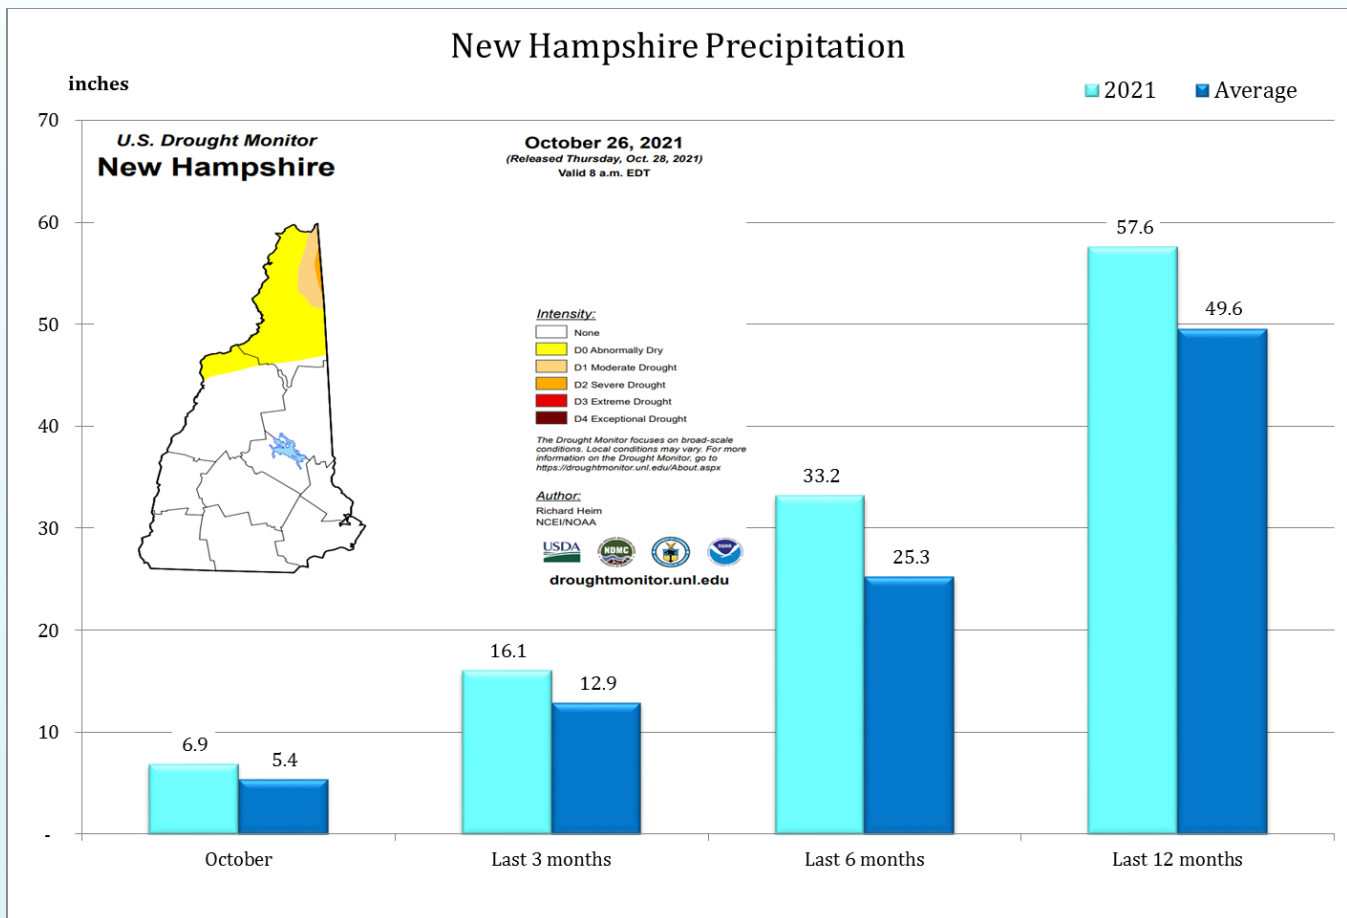 New Hampshire Precipitation
inches
2021
Average
70
60
50
40
30
20
10
-
U.S. Drought Monitor
New Hampshire
October 26, 2021
(Released Thursday, Oct. 28, 2021)
Valid 8 a.m. EDT
Intensity:
None
D0 Abnormally Dry
D1 Moderate Drought
D2 Severe Drought
D3 Extreme Drought
D4 Exceptional Drought
The Drought Monitor focuses on broad-scale
conditions. Local conditions may vary. For more
information on the Drought Monitor, go to
https://droughtmonitor.unl.edu/About.aspx
Author:
Richard Heim
NCEI/NOAA
USDA
NDMC
droughtmonitor.unl.edu
6.9
5.4
16.1
12.9
33.2
25.3
57.6
49.6
October
Last 3 months
Last 6 months
Last 12 months